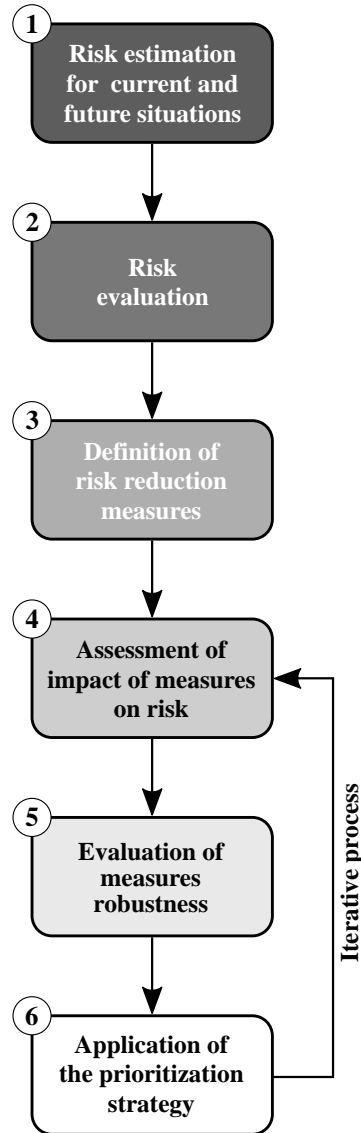 1
Risk estimation
for current and
future situations
2
Risk
evaluation
3
Definition of
risk reduction
measures
4
Assessment of
impact of measures
on risk
5
Evaluation of
measures
robustness
6
Application of
the prioritization
strategy
Iterative process